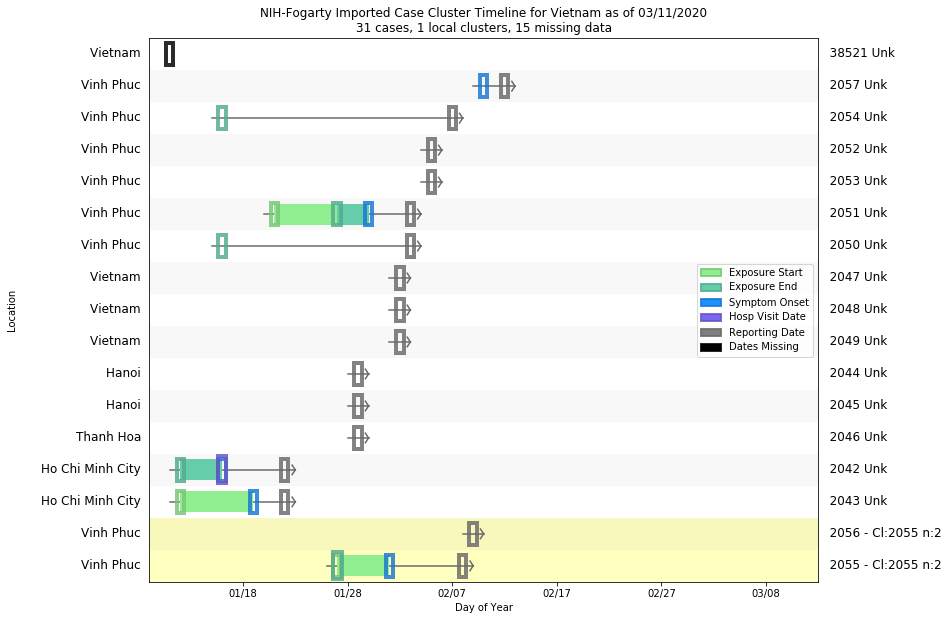 NIH-Fogarty Imported Case Cluster Timeline for Vietnam as of 03/11/2020
31 cases, 1 local clusters, 15 missing data
Vietnam 38521 Unk
Vinh Phuc 2057 Unk
Vinh Phuc 2054 Unk
Vinh Phuc 2052 Unk
Vinh Phuc 2053 Unk
Vinh Phuc 2051 Unk
Vinh Phuc 2050 Unk
Vietnam 2047 Unk
Vietnam 2048 Unk
Vietnam 2049 Unk
Hanoi 2044 Unk
Hanoi 2045 Unk
Thanh Hoa 2046 Unk
Ho Chi Minh City 2042 Unk
Ho Chi Minh City 2043 Unk
Vinh Phuc 2056 - Cl:2055 n:2
Vinh Phuc 2055 - Cl:2055 n:2
Exposure Start
Exposure End
Symptom Onset
Hosp Visit Date
Reporting Date
Dates Missing
Location
01/18 01/28 02/07 02/17 02/27 03/08
Day of Year